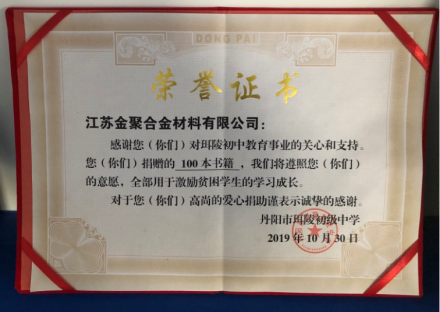 DONG PAI
荣誉证书
江苏金聚合金材料有限公司：
感谢您（你们）对珥陵初中教育事业的关心和支持。
您（你们）捐赠的 100 本书籍 ，我们将遵照您（你们）
的意愿，全部用于激励贫困学生的学习成长。
对于您（你们）高尚的爱心捐助谨表示诚挚的感谢。
丹阳市珥陵初级中学
2019 年 10 月 30 日